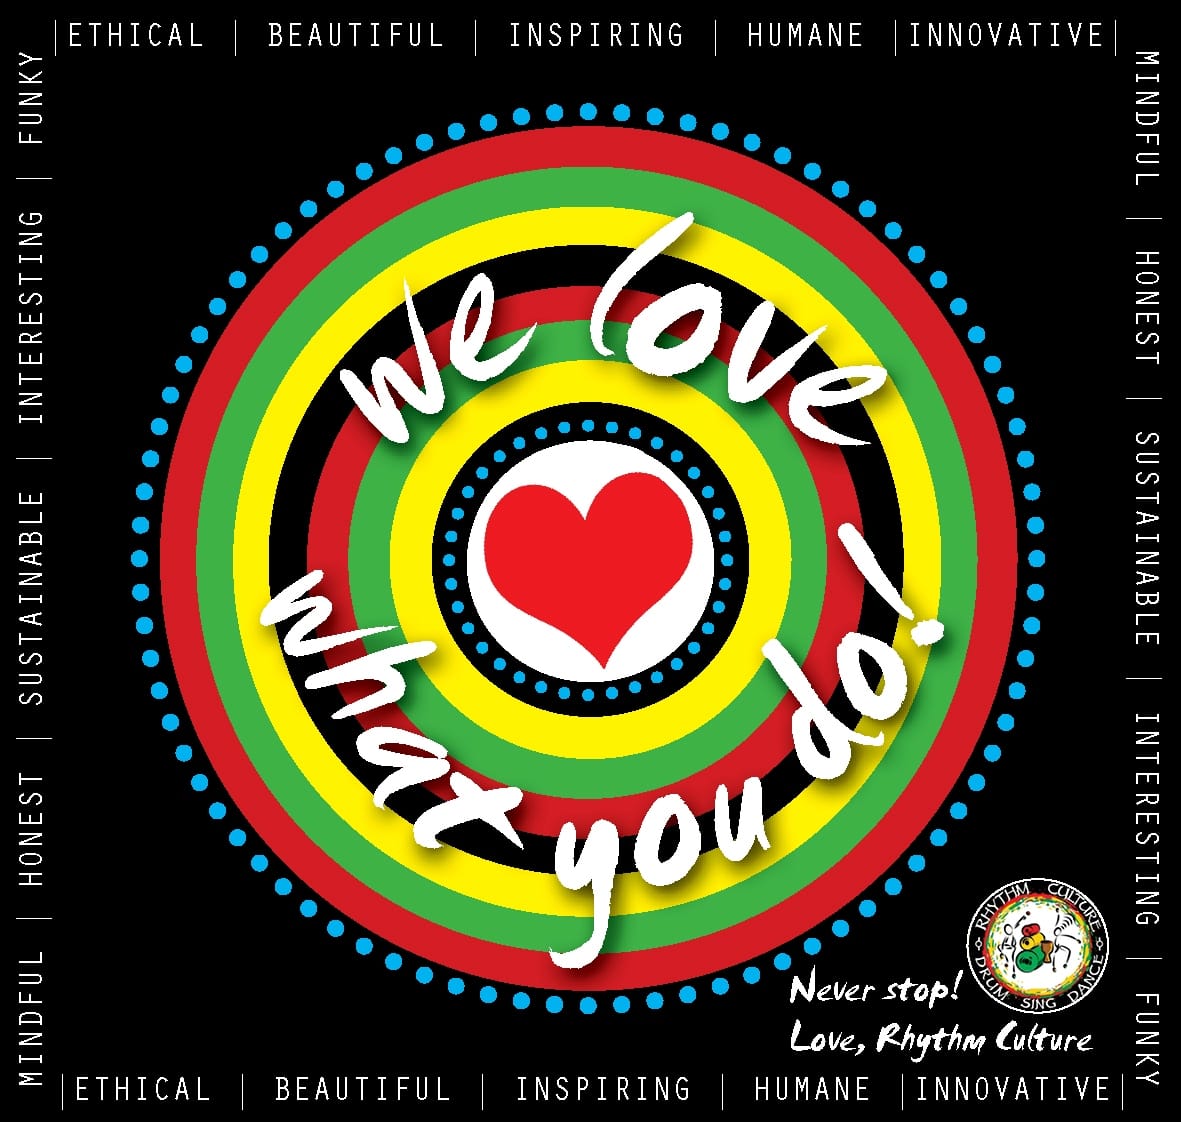 | ETHICAL | BEAUTIFUL | INSPIRING | HUMANE | INNOVATIVE |
MINDFUL | HONEST | SUSTAINABLE | INTERESTING | FUNKY
MINDFUL | HONEST | SUSTAINABLE | INTERESTING | FUNKY
we love
what you do!
RHYTHM CULTURE
DRUM SING DANCE
Never stop!
Love, Rhythm Culture
| ETHICAL | BEAUTIFUL | INSPIRING | HUMANE | INNOVATIVE |